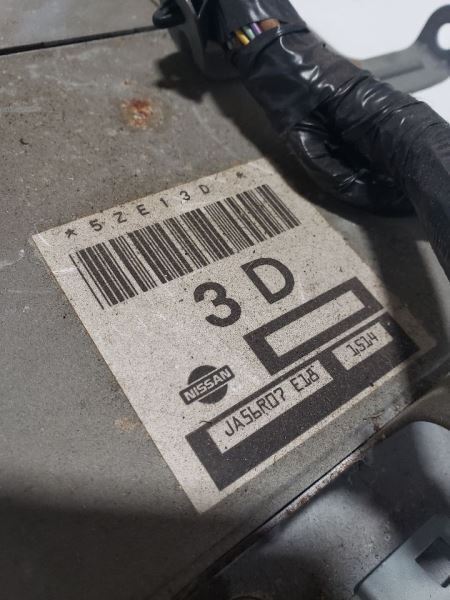 *5ZE13D*
3D
NISSAN
JA56R07 E18
1514